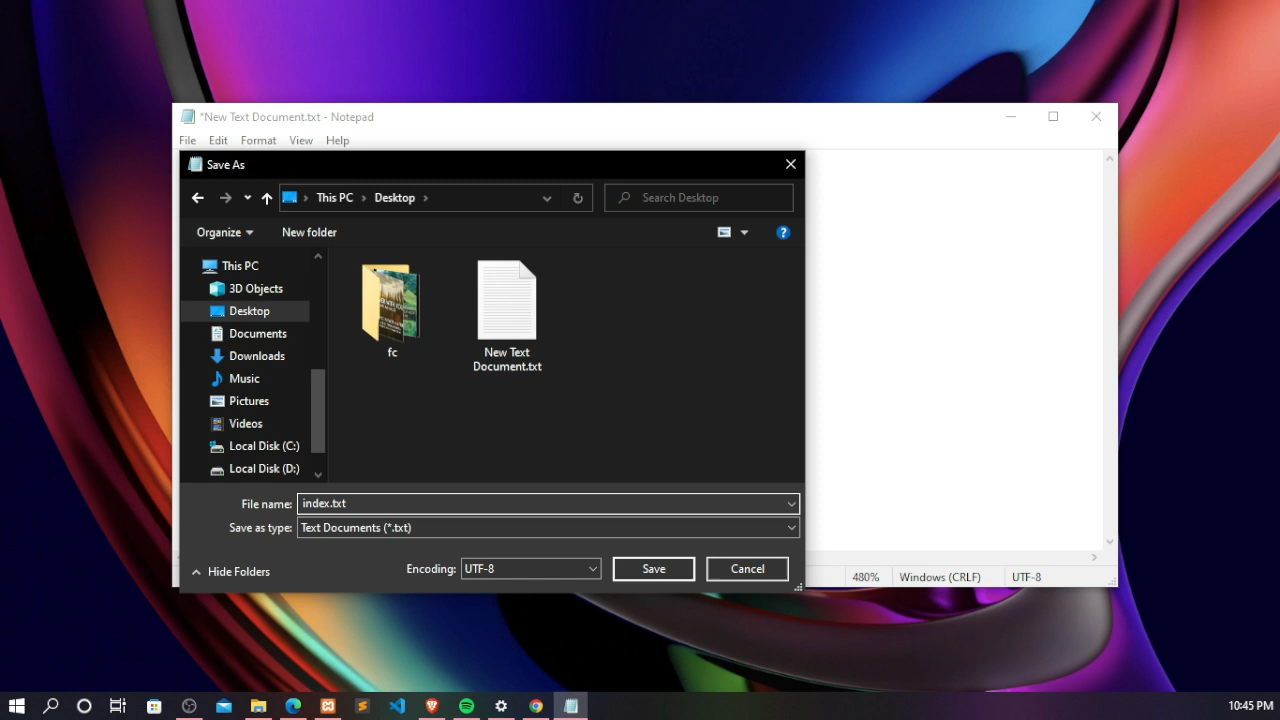 *New Text Document.txt - Notepad
File Edit Format View Help
Save As
This PC Desktop
Search Desktop
Organize New folder
This PC
3D Objects
Desktop
Documents
Downloads
Music
Pictures
Videos
Local Disk (C:)
Local Disk (D:)
fc
New Text
Document.txt
File name: index.txt
Save as type: Text Documents (*.txt)
Hide Folders
Encoding: UTF-8
Save
Cancel
480% Windows (CRLF) UTF-8
10:45 PM